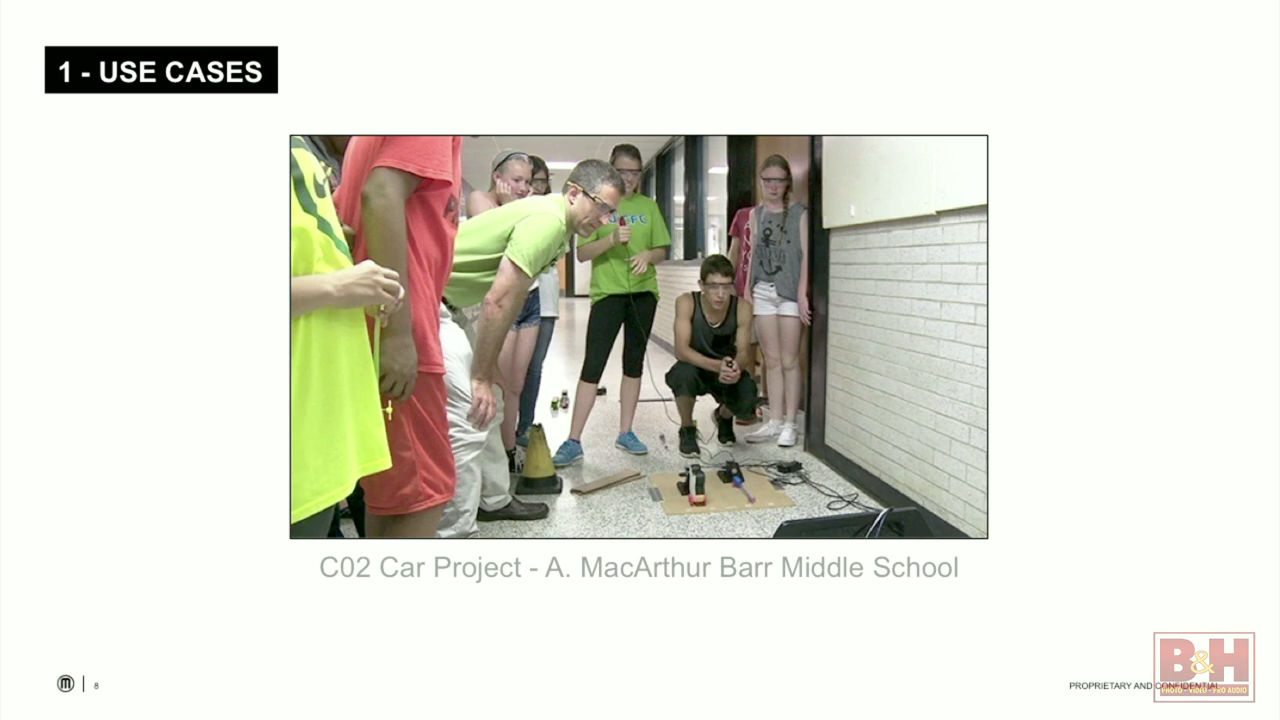 1 - USE CASES
C02 Car Project - A. MacArthur Barr Middle School
8
PROPRIETARY AND CONFIDENTIAL
B&H
PHOTO - VIDEO - PRO AUDIO